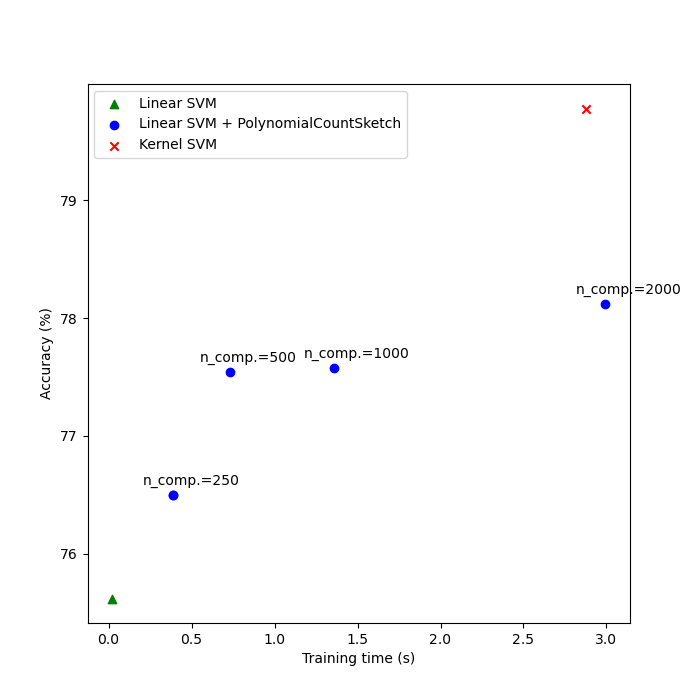 Linear SVM
Linear SVM + PolynomialCountSketch
Kernel SVM
79
78
77
76
Accuracy (%)
n_comp.=2000
n_comp.=500
n_comp.=1000
n_comp.=250
0.0
0.5
1.0
1.5
2.0
2.5
3.0
Training time (s)